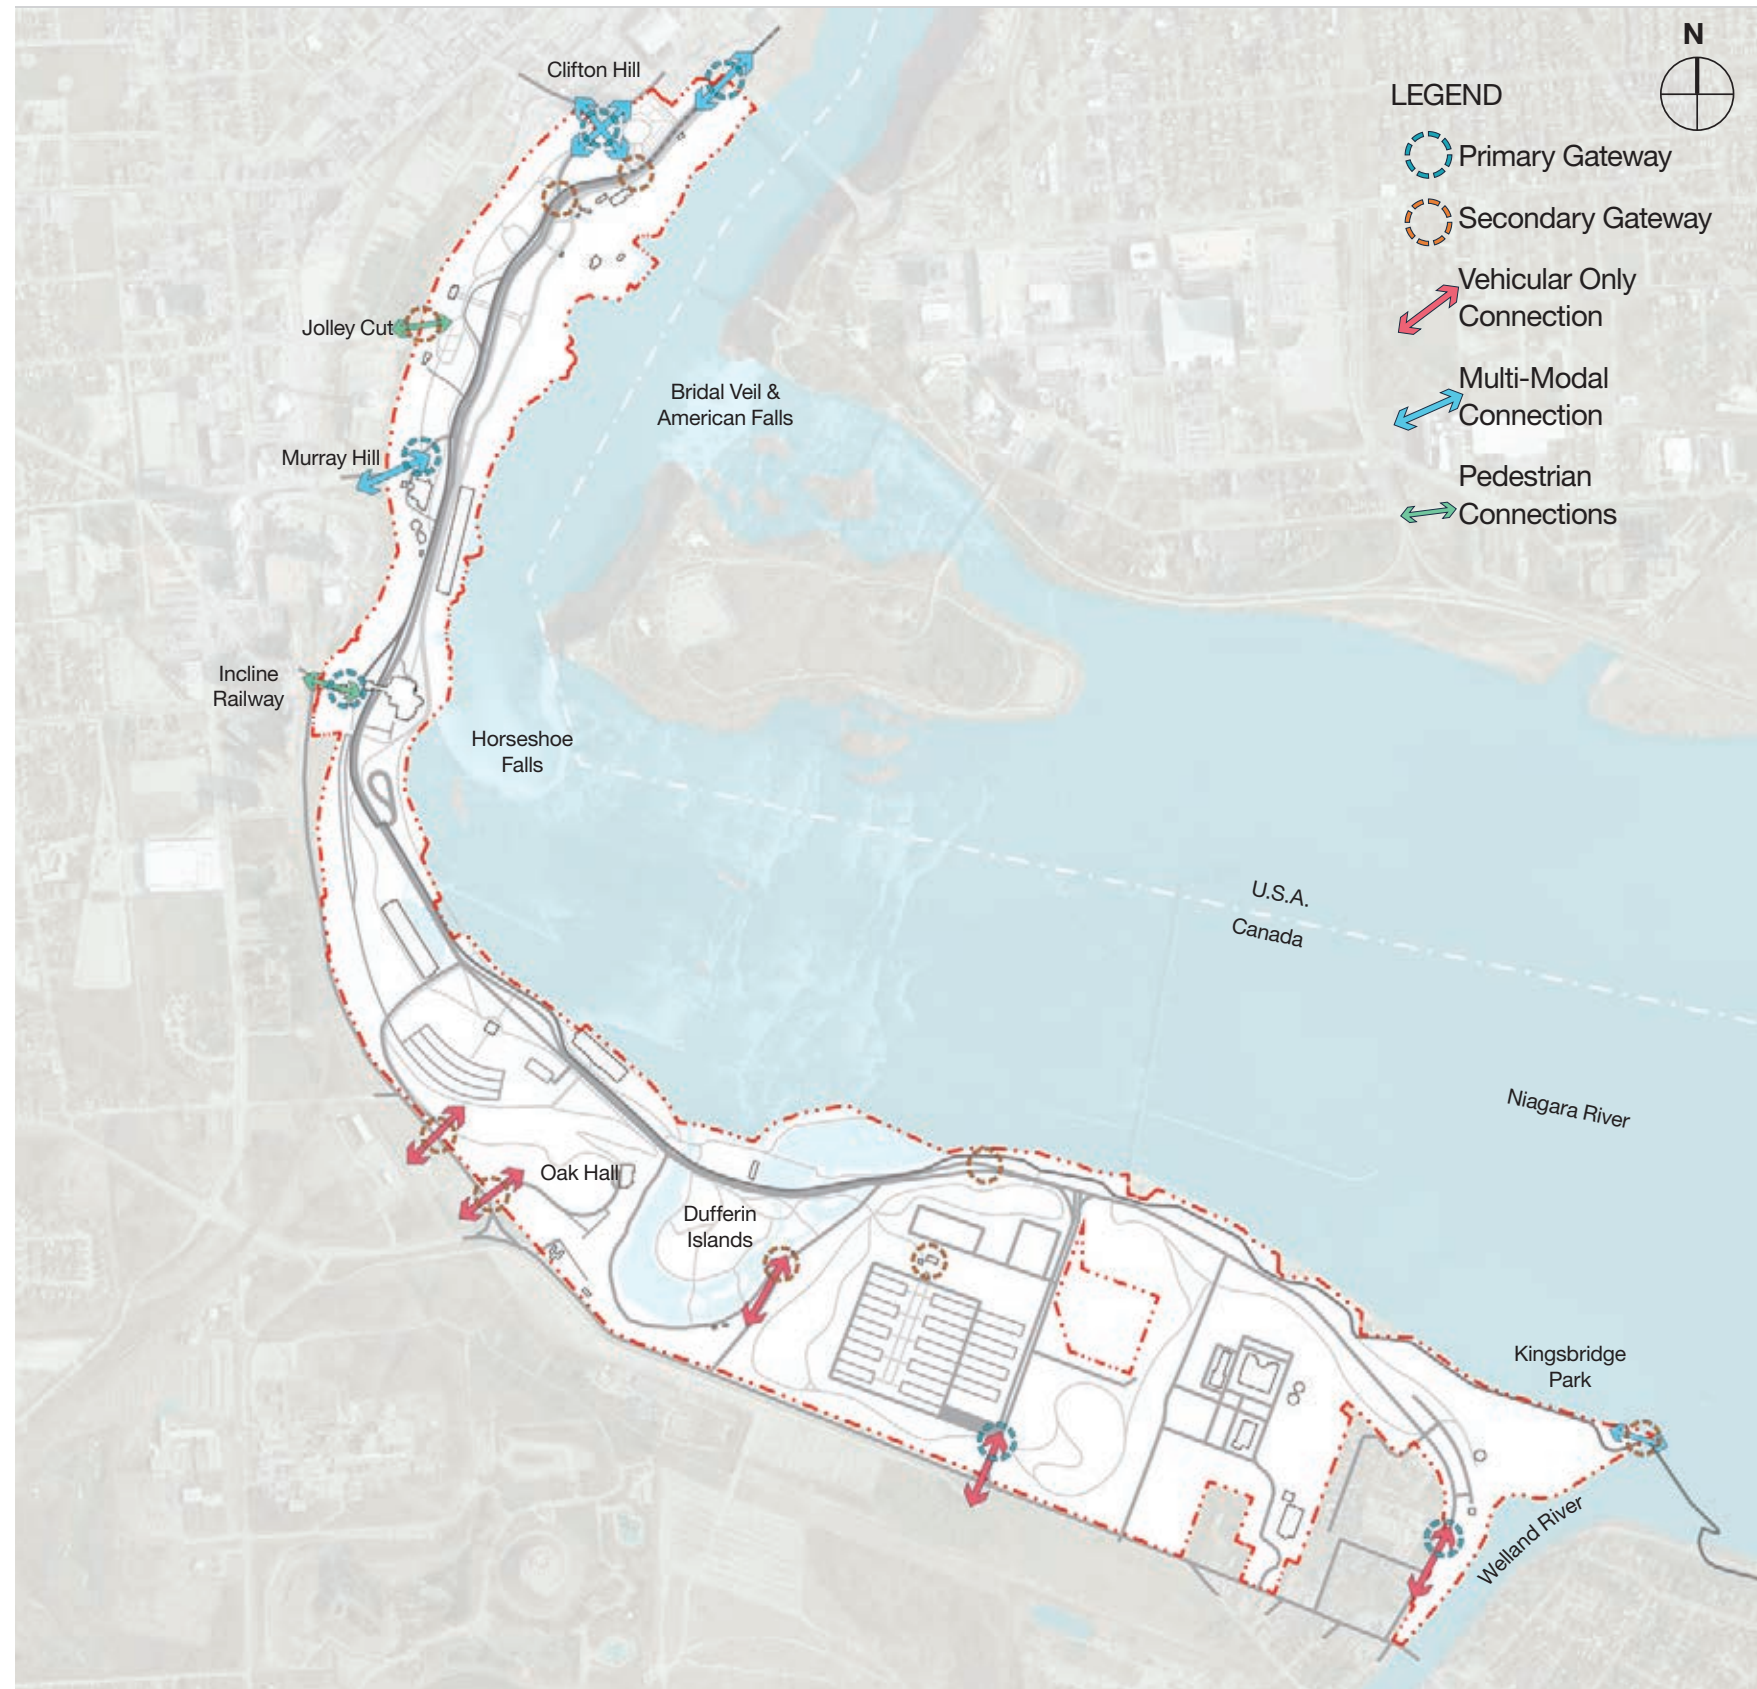 N
LEGEND
Primary Gateway
Secondary Gateway
Vehicular Only
Connection
Multi-Modal
Connection
Pedestrian
Connections
Clifton Hill
Jolley Cut
Bridal Veil &
American Falls
Murray Hill
Incline
Railway
Horseshoe
Falls
U.S.A.
Canada
Niagara River
Oak Hall
Dufferin
Islands
Kingsbridge
Park
Welland River